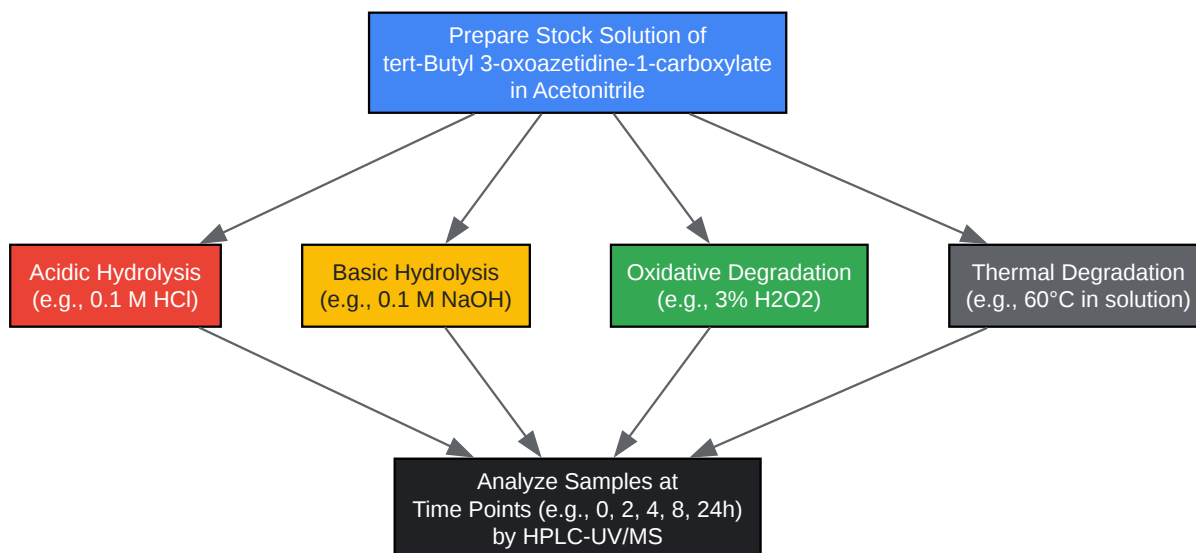 Prepare Stock Solution of
tert-Butyl 3-oxoazetidine-1-carboxylate
in Acetonitrile
Acidic Hydrolysis
(e.g., 0.1 M HCl)
Basic Hydrolysis
(e.g., 0.1 M NaOH)
Oxidative Degradation
(e.g., 3% H2O2)
Thermal Degradation
(e.g., 60°C in solution)
Analyze Samples at
Time Points (e.g., 0, 2, 4, 8, 24h)
by HPLC-UV/MS